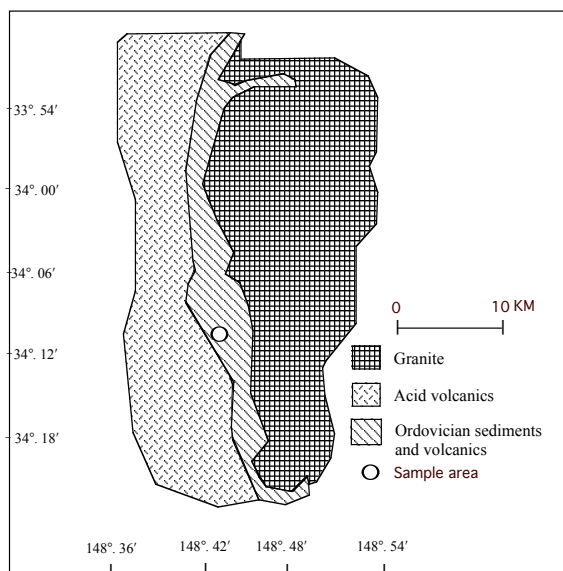 33°. 54′
34°. 00′
34°. 06′
34°. 12′
34°. 18′
0 10 KM
Granite
Acid volcanics
Ordovician sediments
and volcanics
Sample area
148°. 36′ 148°. 42′ 148°. 48′ 148°. 54′